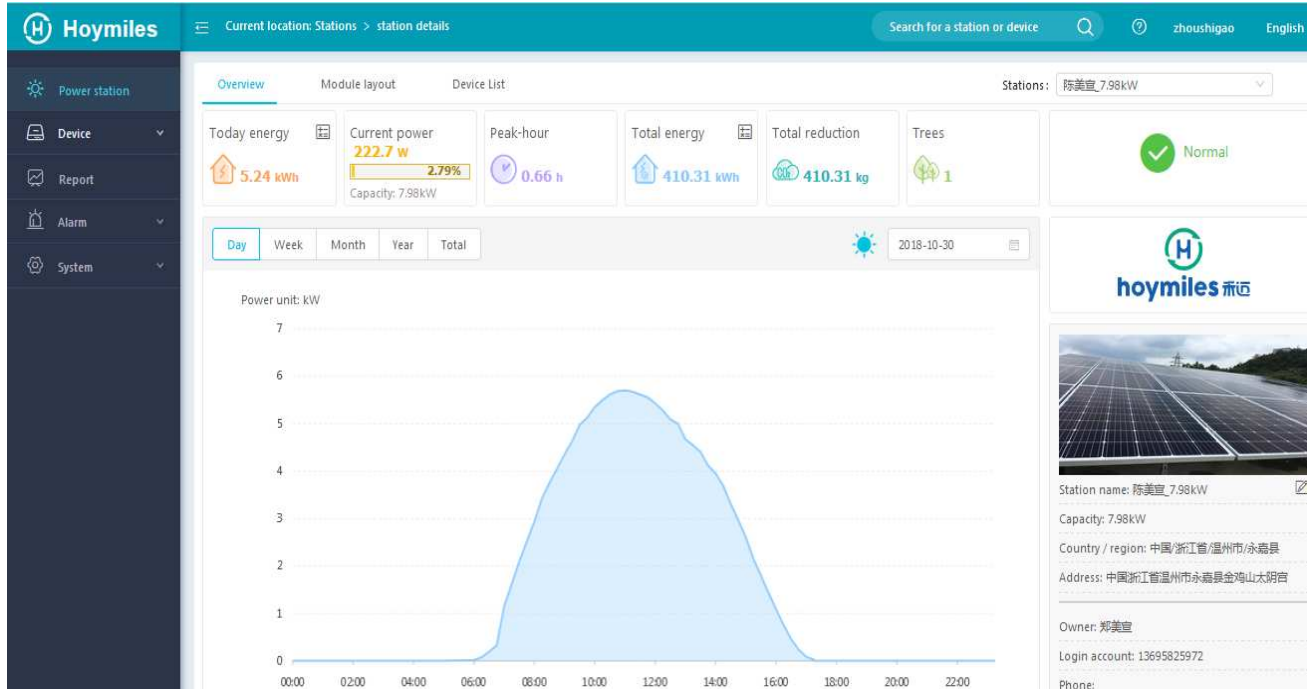 Hoymiles
Current location: Stations > station details
Search for a station or device
zhoushigao
English
Power station
Device
Report
Alarm
System
Overview
Module layout
Device List
Stations: 陈美宣_7.98kW
Today energy
5.24 kWh
Current power
222.7 W
2.79%
Capacity: 7.98kW
Peak-hour
0.66 h
Total energy
410.31 kWh
Total reduction
410.31 kg
Trees
1
Normal
Day
Week
Month
Year
Total
2018-10-30
hoymiles 禾迈
Power unit: kW
7
6
5
4
3
2
1
0
00:00
02:00
04:00
06:00
08:00
10:00
12:00
14:00
16:00
18:00
20:00
22:00
Station name: 陈美宣_7.98kW
Capacity: 7.98kW
Country / region: 中国/浙江省/温州市/永嘉县
Address: 中国浙江省温州市永嘉县金鸡山太阴宫
Owner: 郑美宣
Login account: 13695825972
Phone: